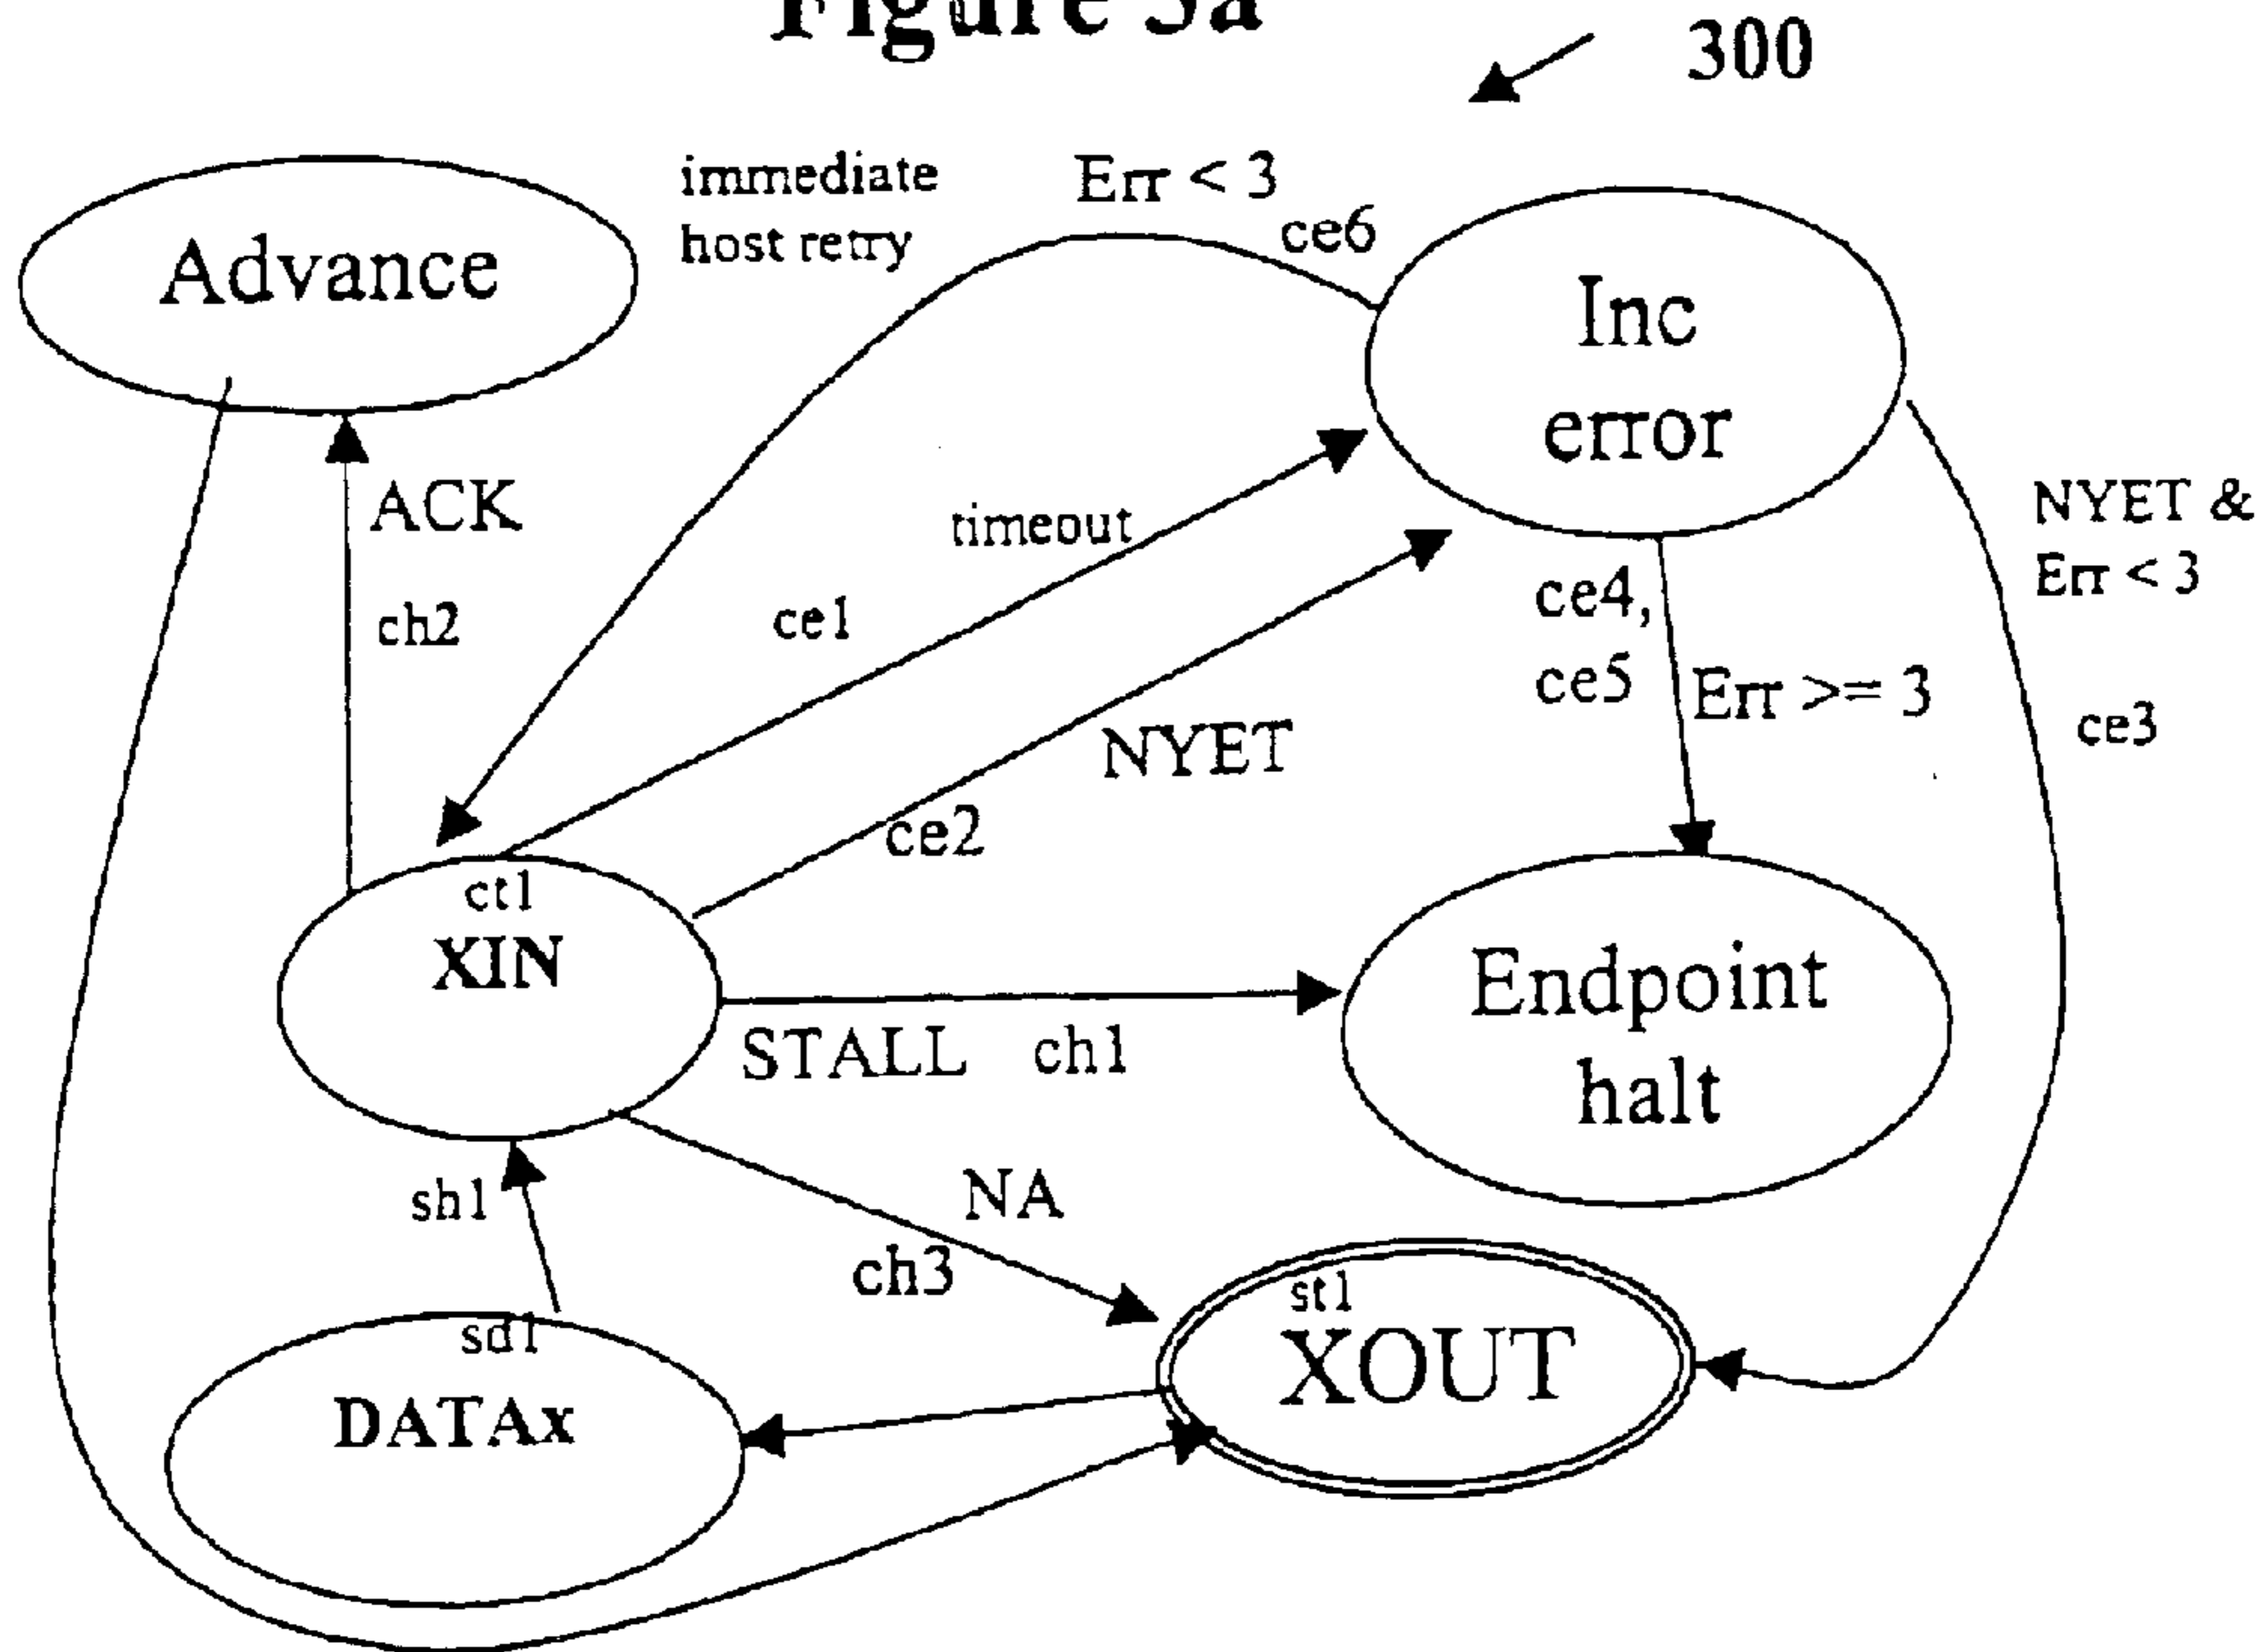 Figure 3a
300
immediate
host retry
Err < 3
ce6
Advance
Inc
error
ACK
ch2
timeout
ce1
NYET &
Err < 3
ce3
ce4,
ce5
Err >= 3
NYET
ce2
ct1
XIN
STALL ch1
Endpoint
halt
sh1
NA
ch3
st1
XOUT
sd1
DATAx